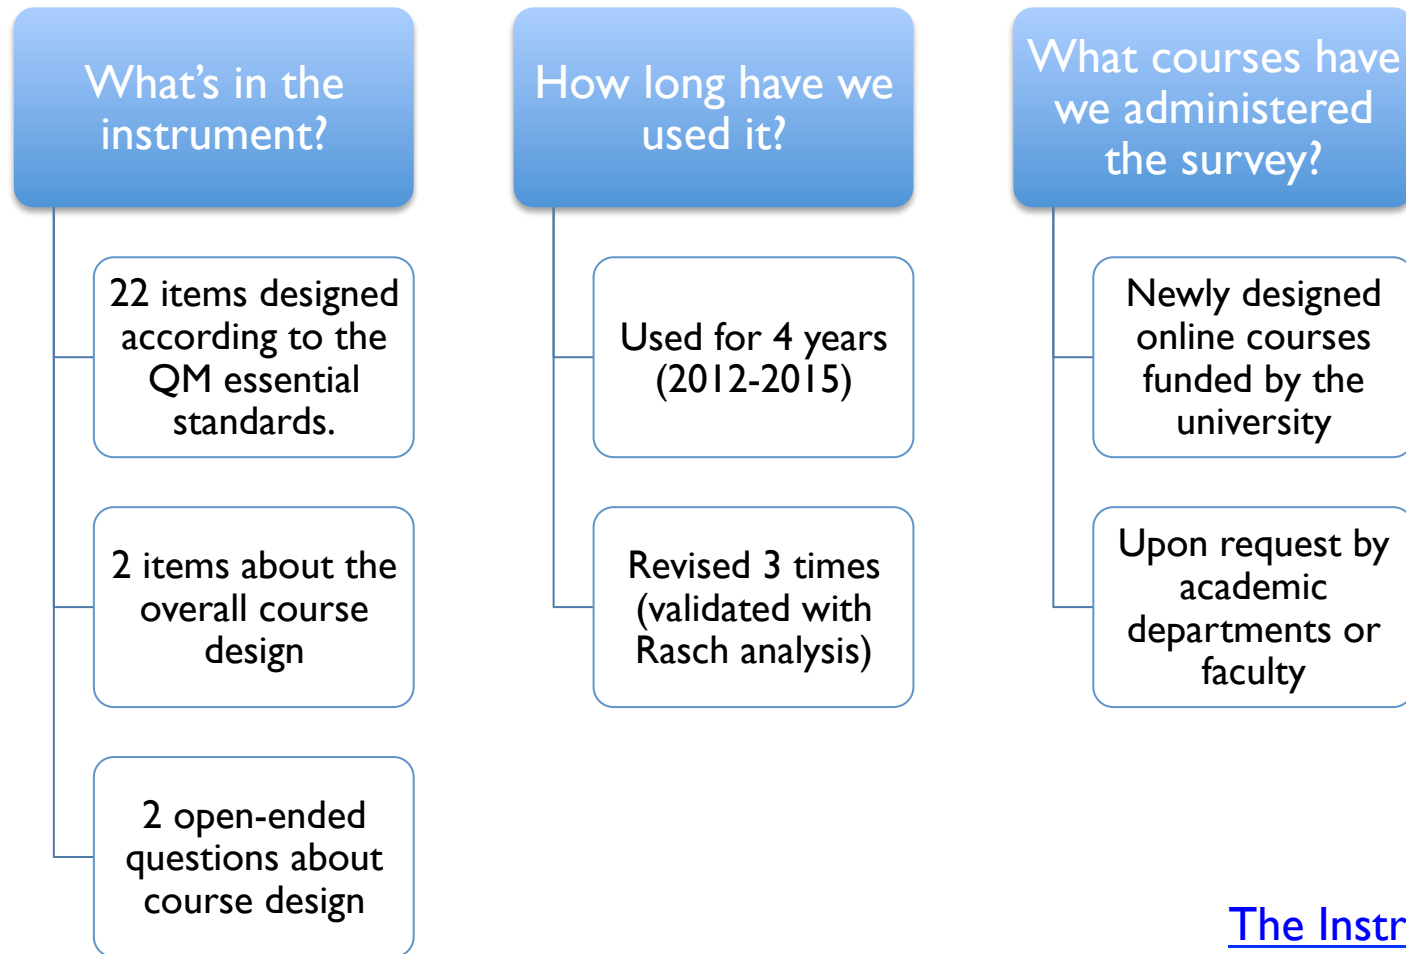 What's in the
instrument?
22 items designed
according to the
QM essential
standards.
2 items about the
overall course
design
2 open-ended
questions about
course design
How long have we
used it?
Used for 4 years
(2012-2015)
Revised 3 times
(validated with
Rasch analysis)
What courses have
we administered
the survey?
Newly designed
online courses
funded by the
university
Upon request by
academic
departments or
faculty
The Instr